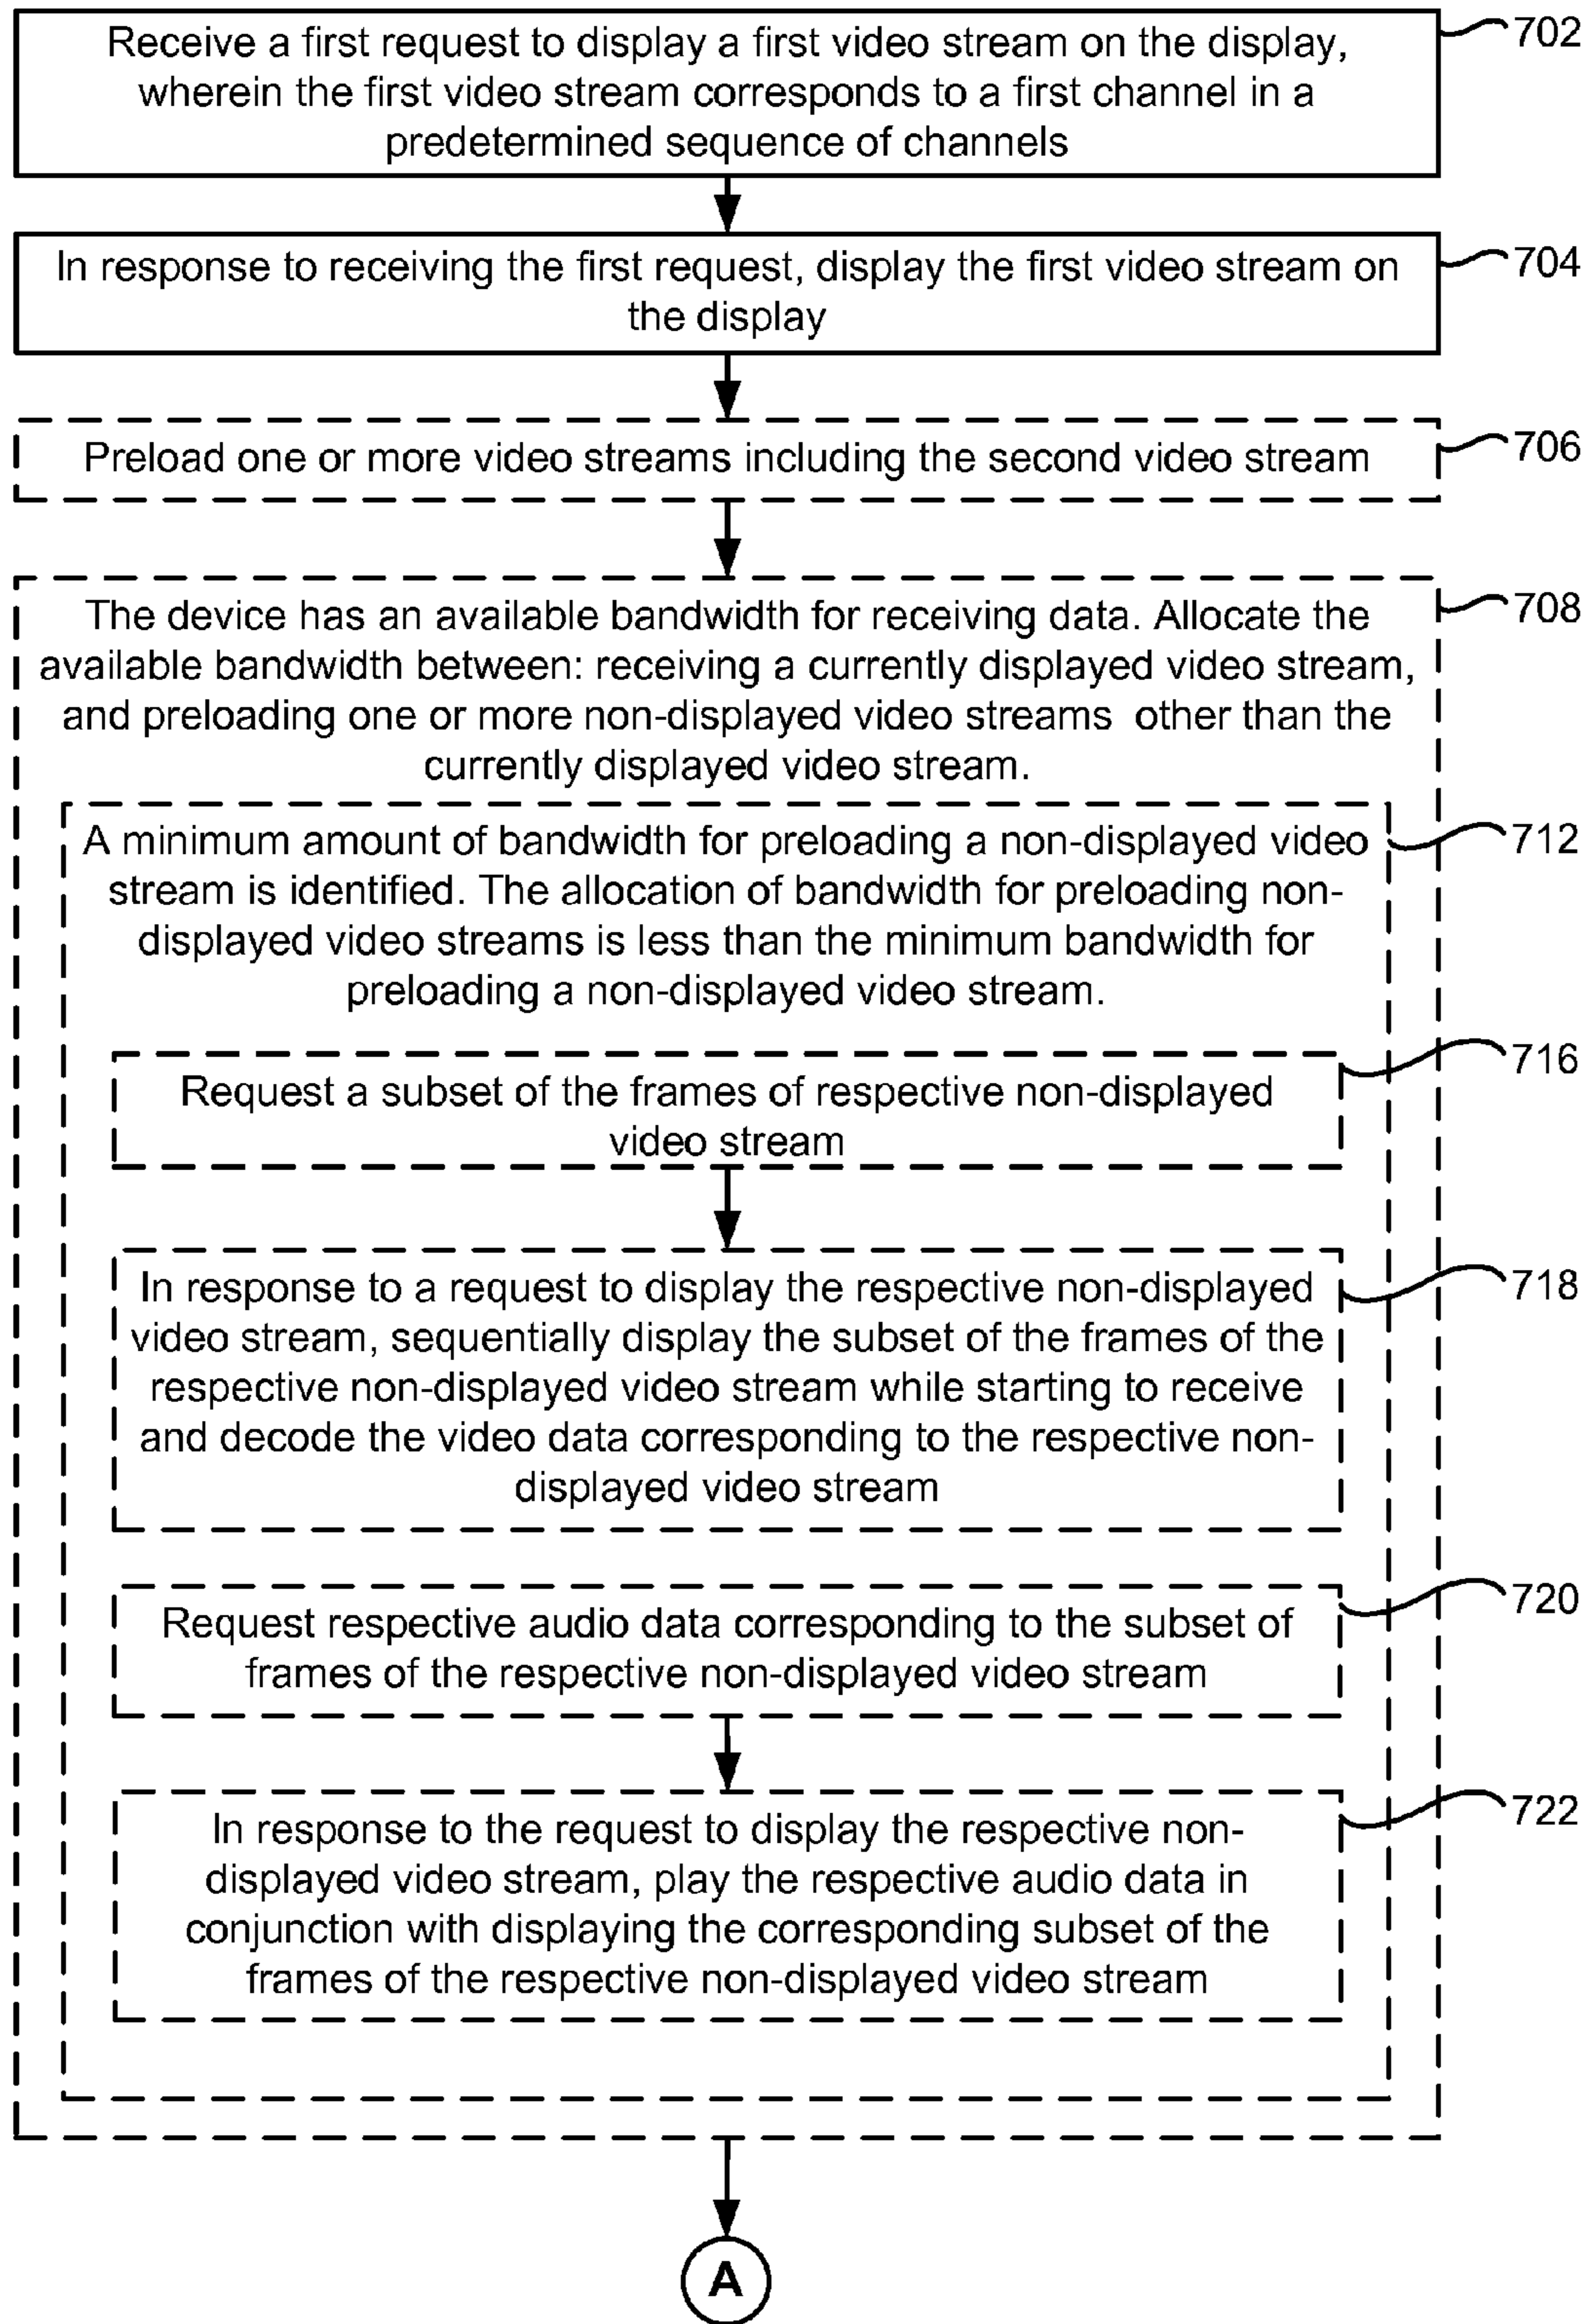 Receive a first request to display a first video stream on the display,
wherein the first video stream corresponds to a first channel in a
predetermined sequence of channels
702
In response to receiving the first request, display the first video stream on
the display
704
Preload one or more video streams including the second video stream
706
The device has an available bandwidth for receiving data. Allocate the
available bandwidth between: receiving a currently displayed video stream,
and preloading one or more non-displayed video streams other than the
currently displayed video stream.
708
A minimum amount of bandwidth for preloading a non-displayed video
stream is identified. The allocation of bandwidth for preloading non-
displayed video streams is less than the minimum bandwidth for
preloading a non-displayed video stream.
712
Request a subset of the frames of respective non-displayed
video stream
716
In response to a request to display the respective non-displayed
video stream, sequentially display the subset of the frames of the
respective non-displayed video stream while starting to receive
and decode the video data corresponding to the respective non-
displayed video stream
718
Request respective audio data corresponding to the subset of
frames of the respective non-displayed video stream
720
In response to the request to display the respective non-
displayed video stream, play the respective audio data in
conjunction with displaying the corresponding subset of the
frames of the respective non-displayed video stream
722
A